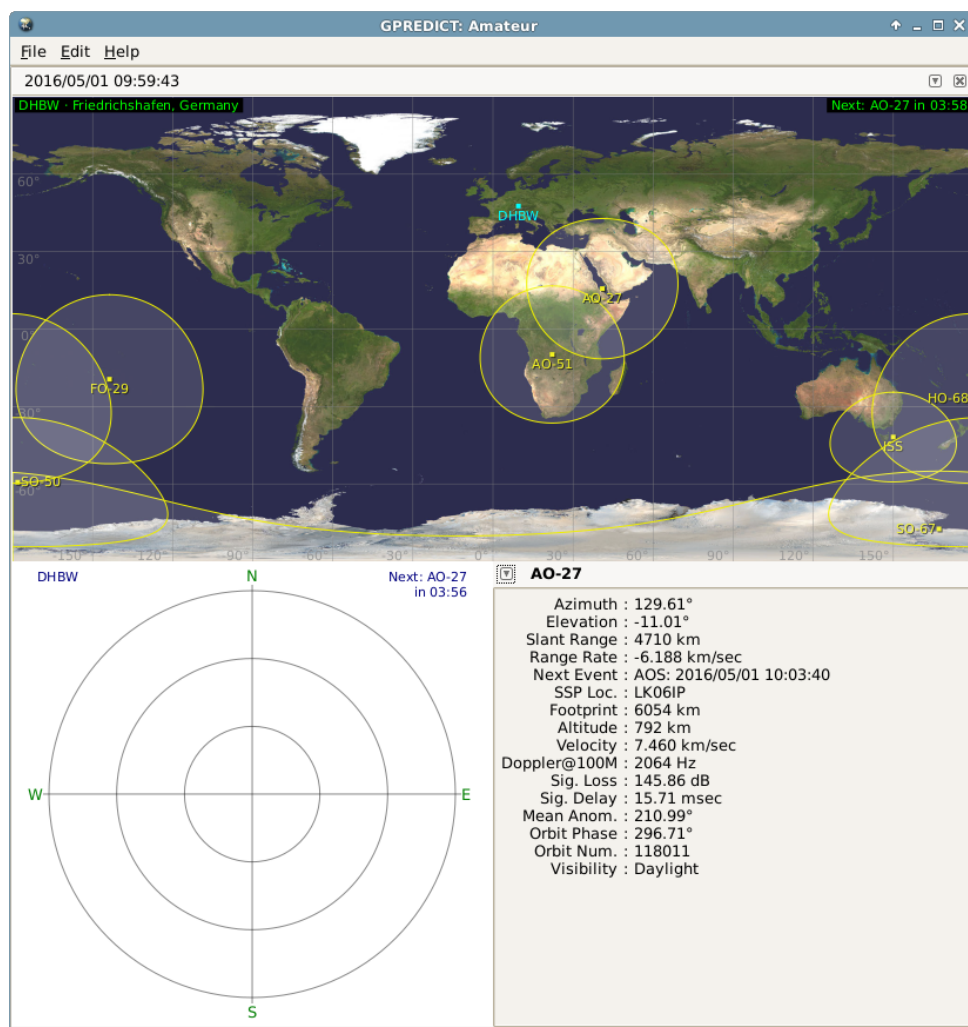 GPREDICT: Amateur
File Edit Help
2016/05/01 09:59:43
DHBW · Friedrichshafen, Germany
Next: AO-27 in 03:58
60°
DHBW
30°
AO-27
0°
AO-51
FO-29
HO-68
-30°
ISS
SO-50
-60°
SO-67
-150° -120° -90° -60° -30° 0° 30° 60° 90° 120° 150°
DHBW
N
Next: AO-27
in 03:56
W
E
S
AO-27
Azimuth : 129.61°
Elevation : -11.01°
Slant Range : 4710 km
Range Rate : -6.188 km/sec
Next Event : AOS: 2016/05/01 10:03:40
SSP Loc. : LK06IP
Footprint : 6054 km
Altitude : 792 km
Velocity : 7.460 km/sec
Doppler@100M : 2064 Hz
Sig. Loss : 145.86 dB
Sig. Delay : 15.71 msec
Mean Anom. : 210.99°
Orbit Phase : 296.71°
Orbit Num. : 118011
Visibility : Daylight